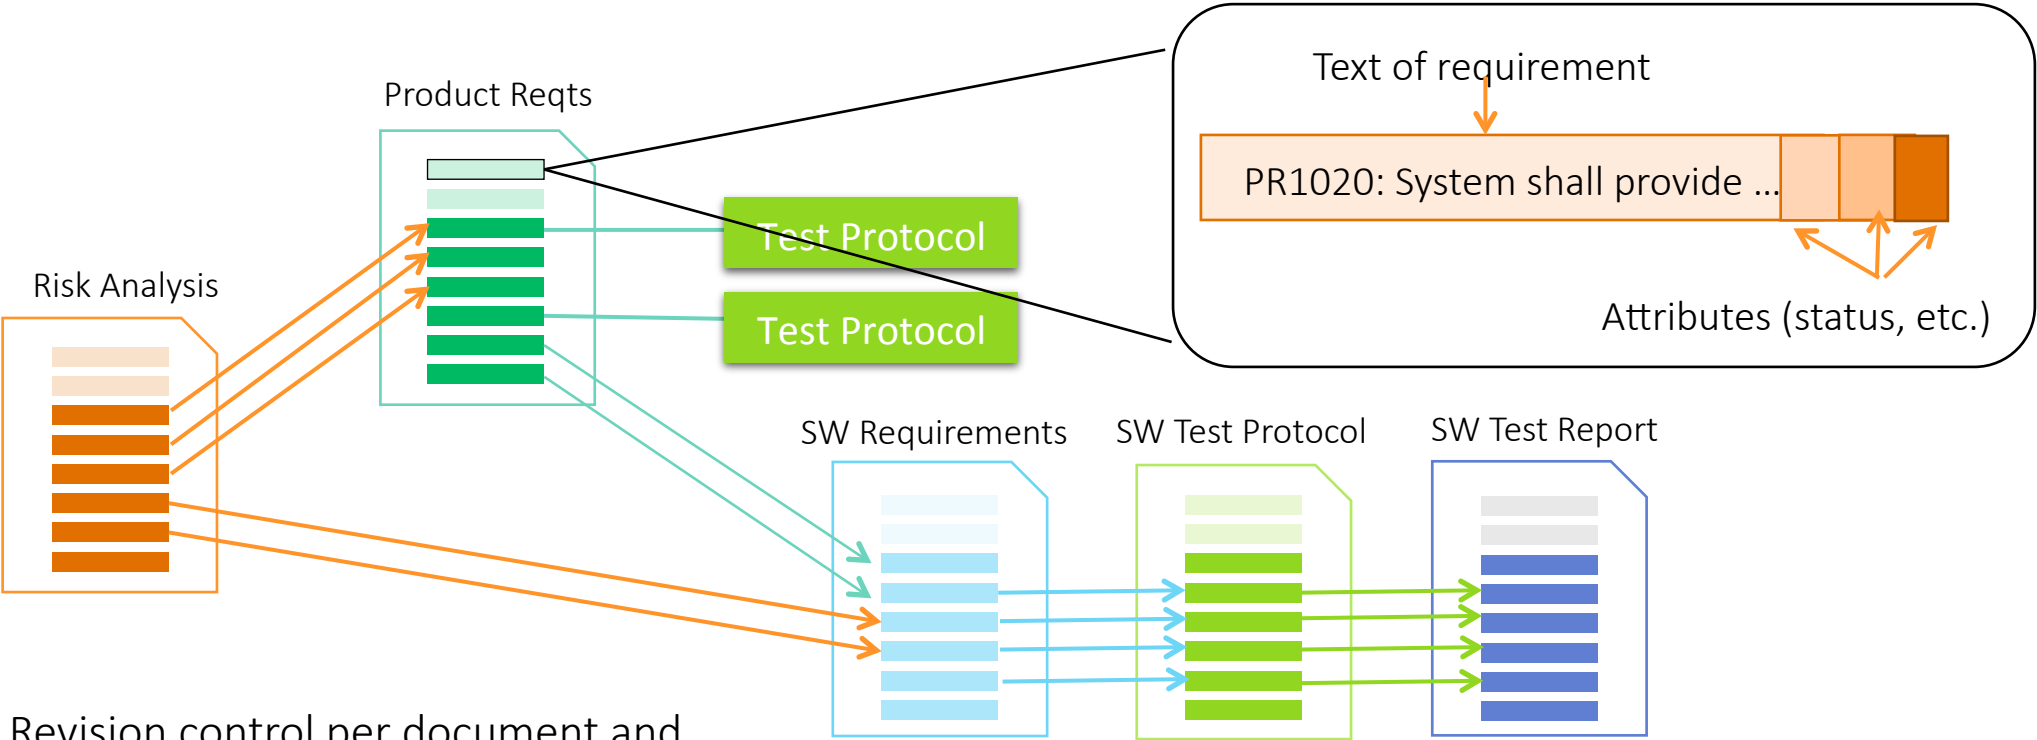 Text of requirement
Product Reqts
PR1020: System shall provide ...
Test Protocol
Risk Analysis
Attributes (status, etc.)
Test Protocol
SW Requirements
SW Test Protocol
SW Test Report
Revision control per document and